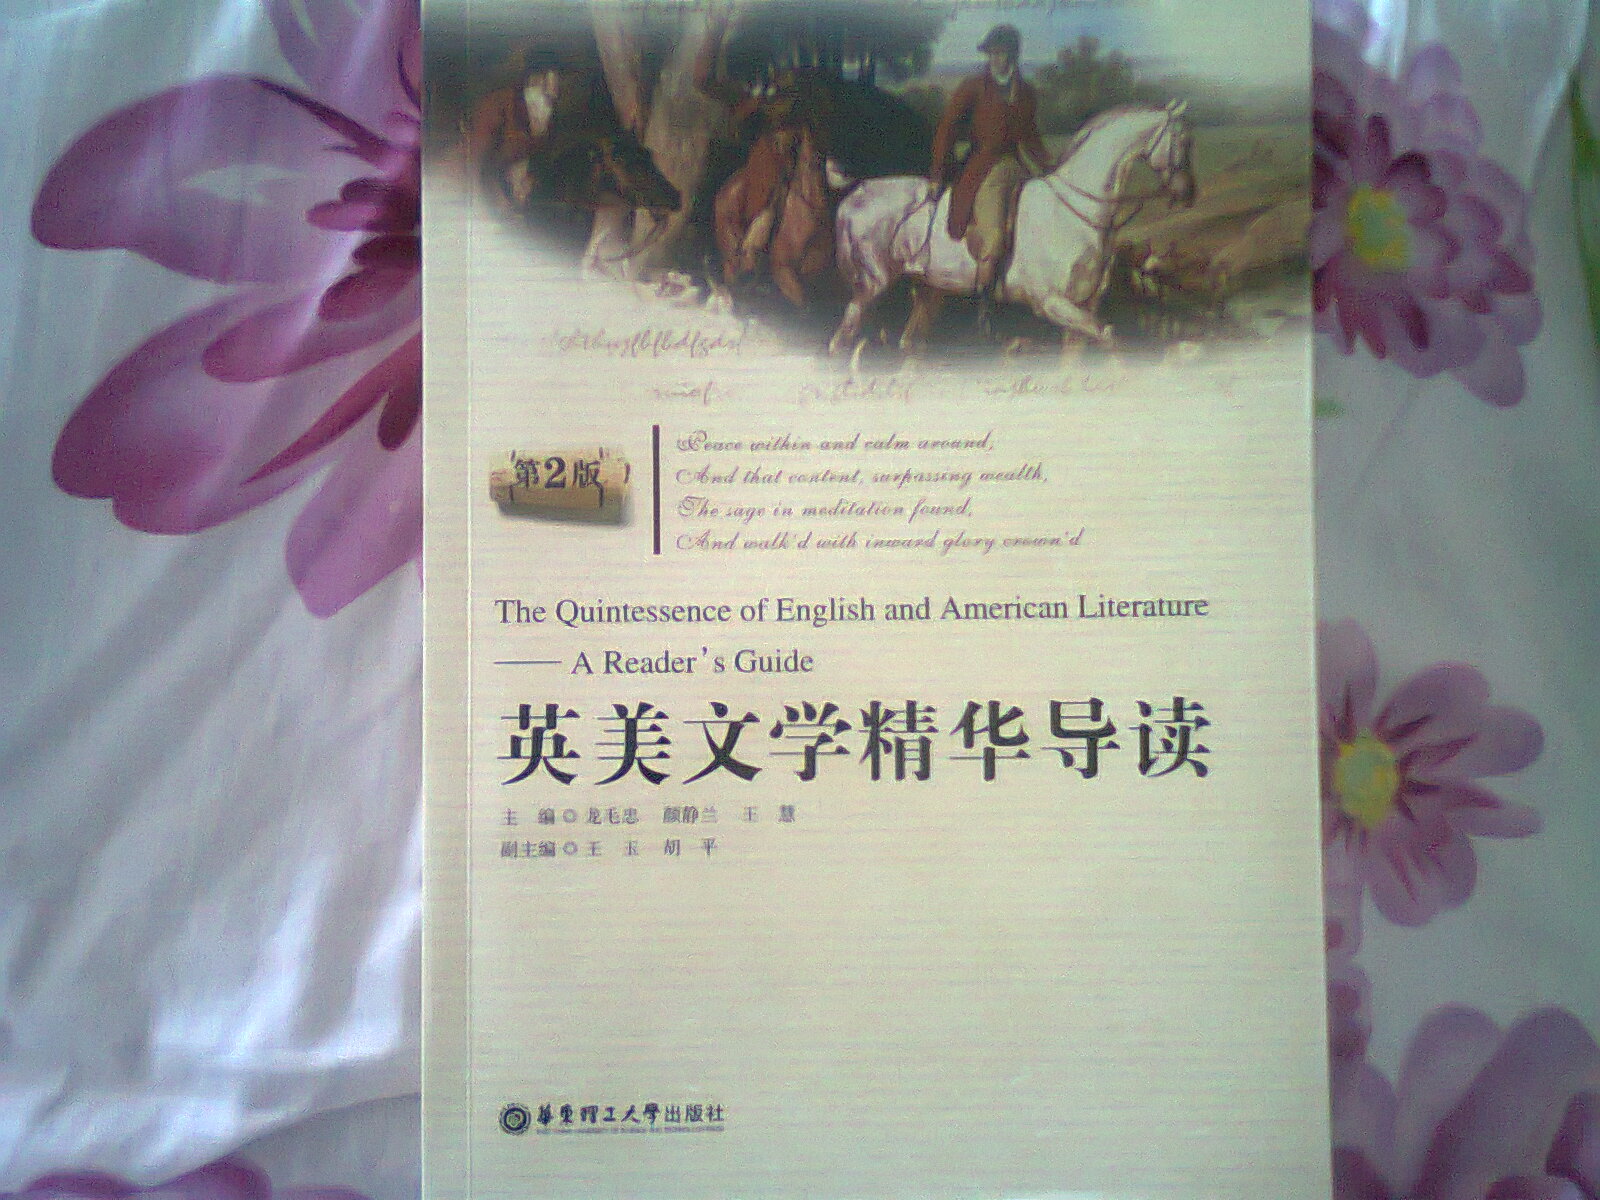 第2版
Peace within and calm around,
And that content, surpassing wealth,
The sage in meditation found,
And walk'd with inward glory crown'd
The Quintessence of English and American Literature
—— A Reader's Guide
英美文学精华导读
主 编◎龙毛忠 颜静兰 王 慧
副主编◎王 玉 胡 平
华东理工大学出版社